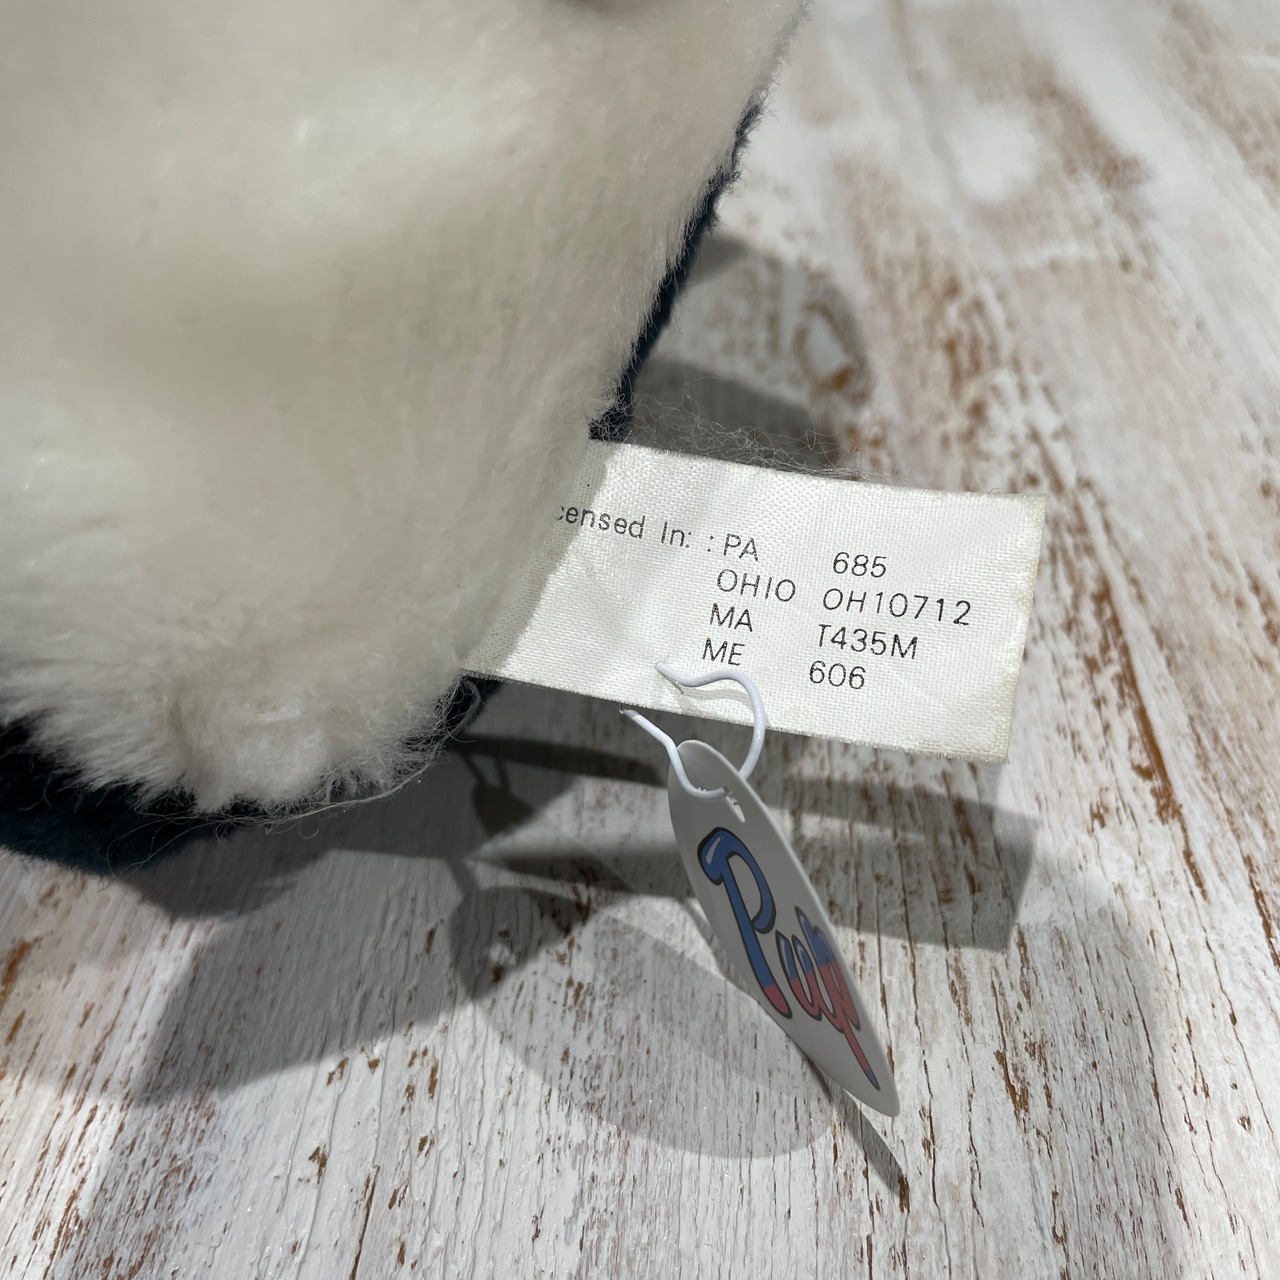 censed In: : PA 685
OHIO OH10712
MA T435M
ME 606